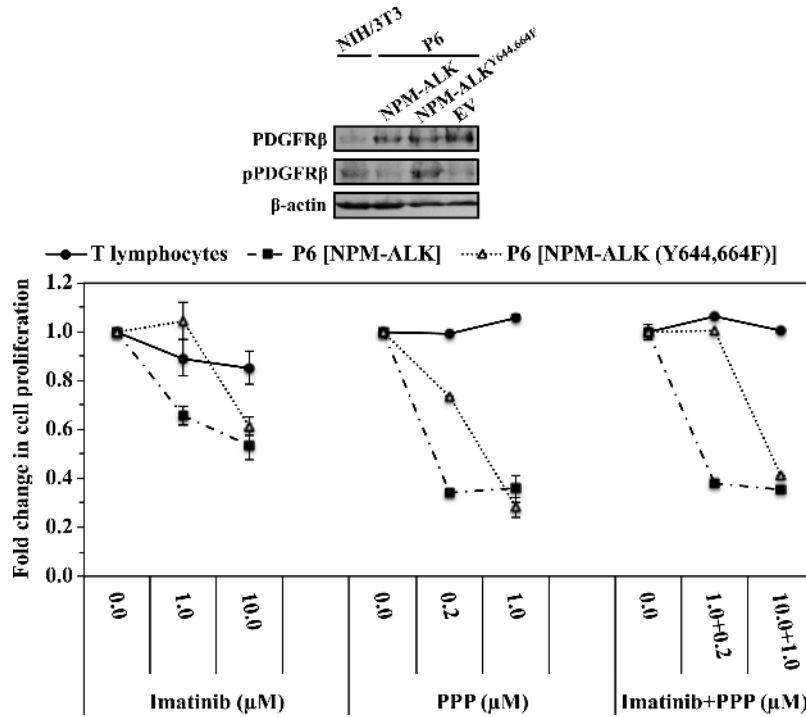 NIH/3T3
P6
NPM-ALK
NPM-ALK Y644,664F
EV
PDGFRβ
pPDGFRβ
β-actin
T lymphocytes P6 [NPM-ALK] P6 [NPM-ALK (Y644,664F)]
Fold change in cell proliferation
1.2
1.0
0.8
0.6
0.4
0.2
0.0
0.0 1.0 10.0 0.0 0.2 1.0 0.0 1.0+0.2 10.0+1.0
Imatinib (μM) PPP (μM) Imatinib+PPP (μM)